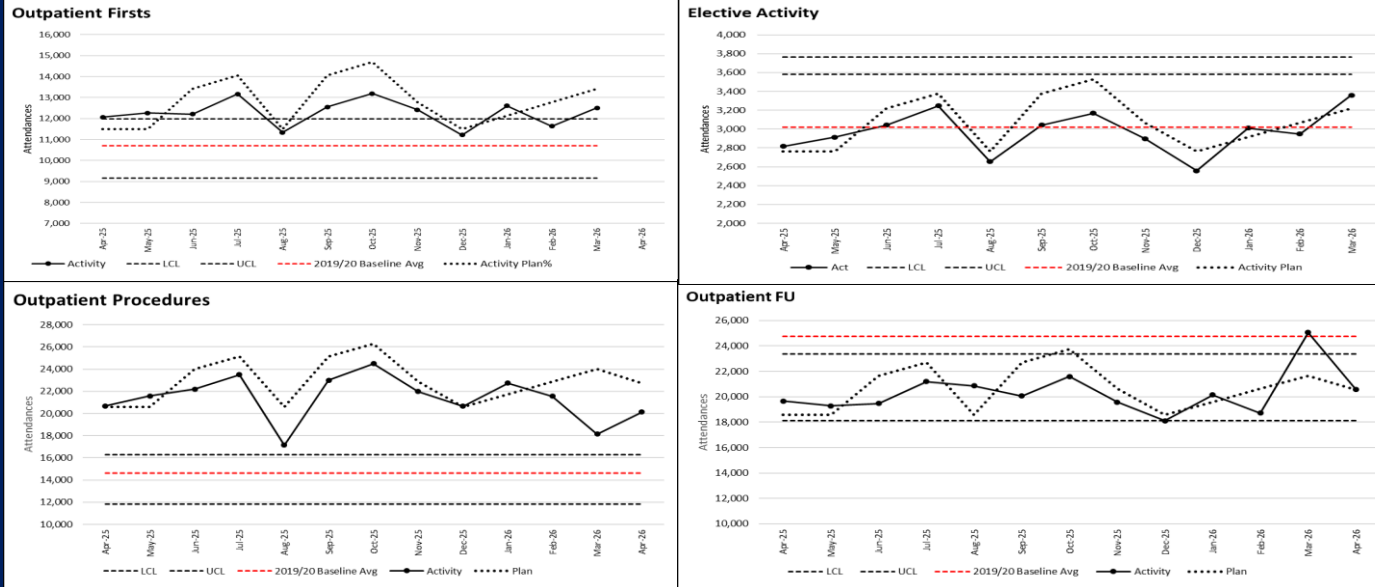 Outpatient Firsts
16,000
15,000
14,000
13,000
12,000
11,000
10,000
9,000
8,000
7,000
Attendances
Apr-25 May-25 Jun-25 Jul-25 Aug-25 Sep-25 Oct-25 Nov-25 Dec-25 Jan-26 Feb-26 Mar-26 Apr-26
Activity LCL UCL 2019/20 Baseline Avg Activity Plan%
Elective Activity
4,000
3,800
3,600
3,400
3,200
3,000
2,800
2,600
2,400
2,200
2,000
Attendances
Apr-25 May-25 Jun-25 Jul-25 Aug-25 Sep-25 Oct-25 Nov-25 Dec-25 Jan-26 Feb-26 Mar-26
Act LCL UCL 2019/20 Baseline Avg Activity Plan
Outpatient Procedures
28,000
26,000
24,000
22,000
20,000
18,000
16,000
14,000
12,000
10,000
Attendances
Apr-25 May-25 Jun-25 Jul-25 Aug-25 Sep-25 Oct-25 Nov-25 Dec-25 Jan-26 Feb-26 Mar-26 Apr-26
LCL UCL 2019/20 Baseline Avg Activity Plan
Outpatient FU
26,000
24,000
22,000
20,000
18,000
16,000
14,000
12,000
10,000
Attendances
Apr-25 May-25 Jun-25 Jul-25 Aug-25 Sep-25 Oct-25 Nov-25 Dec-25 Jan-26 Feb-26 Mar-26 Apr-26
LCL UCL 2019/20 Baseline Avg Activity Plan